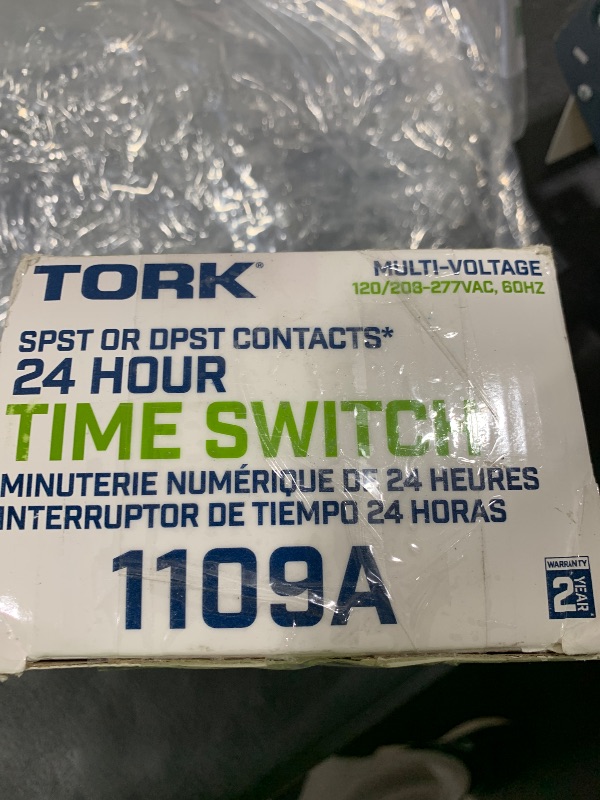 TORK®
MULTI-VOLTAGE
120/208-277VAC, 60HZ
SPST OR DPST CONTACTS*
24 HOUR
TIME SWITCH
MINUTERIE NUMÉRIQUE DE 24 HEURES
INTERRUPTOR DE TIEMPO 24 HORAS
1109A
WARRANTY
2 YEAR